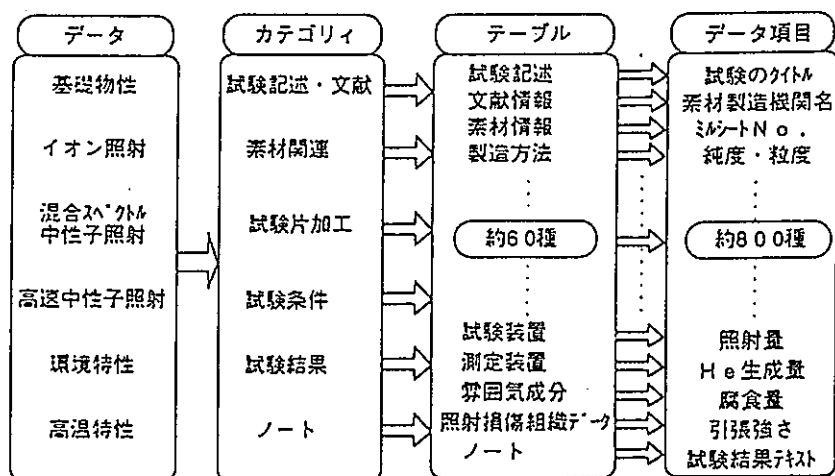 データ
基礎物性
イオン照射
混合スペクトル
中性子照射
高速中性子照射
環境特性
高温特性
カテゴリィ
試験記述・文献
素材関連
試験片加工
試験条件
試験結果
ノート
テーブル
試験記述
文献情報
素材情報
製造方法
約60種
試験装置
測定装置
雰囲気成分
照射損傷組織データ
ノート
データ項目
試験のタイトル
素材製造機関名
ミルシートNo.
純度・粒度
約800種
照射量
He生成量
腐食量
引張強さ
試験結果テキスト